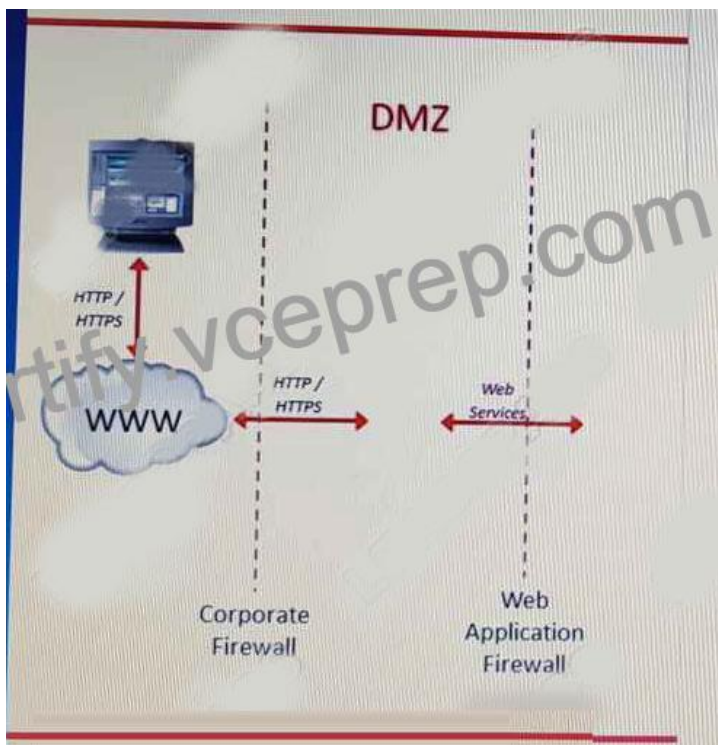 DMZ
HTTP /
HTTPS
WWW
HTTP /
HTTPS
Web
Services
Corporate
Firewall
Web
Application
Firewall
rtify.vceprep.com